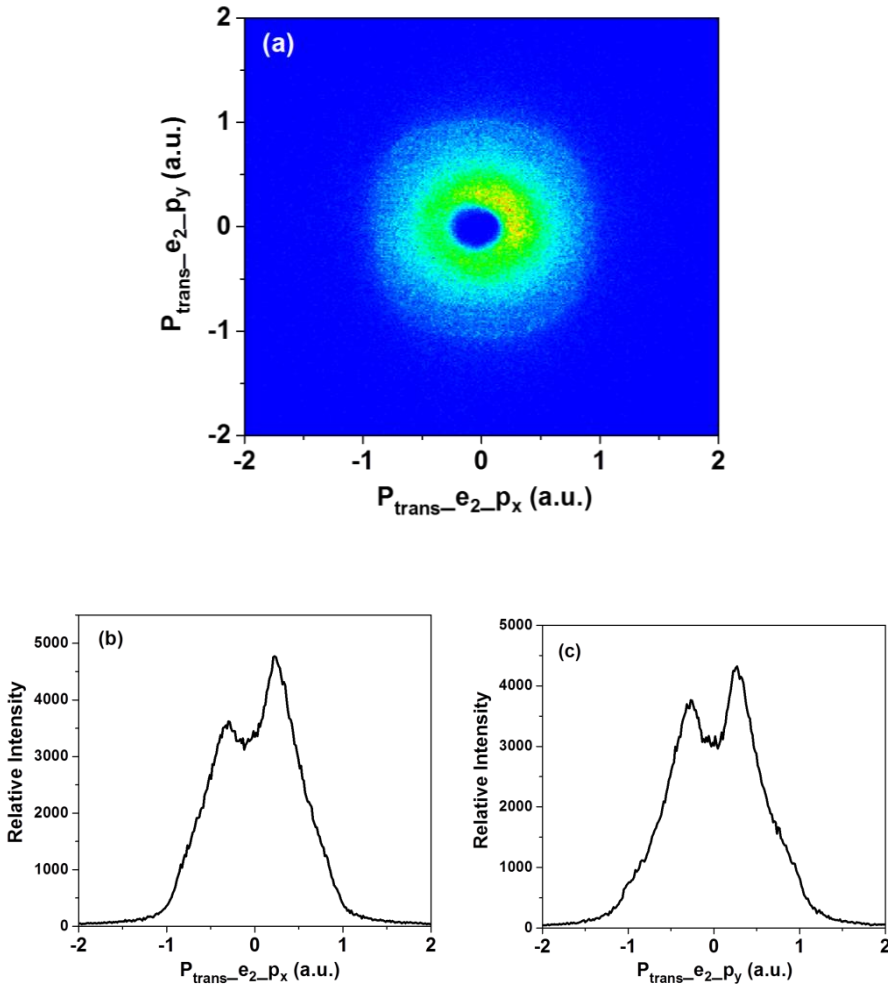 (a)
2
1
0
-1
-2
-2 -1 0 1 2
P_trans_e_2_p_y (a.u.)
P_trans_e_2_p_x (a.u.)
(b)
5000
4000
3000
2000
1000
0
-2 -1 0 1 2
Relative Intensity
P_trans_e_2_p_x (a.u.)
(c)
5000
4000
3000
2000
1000
0
-2 -1 0 1 2
Relative Intensity
P_trans_e_2_p_y (a.u.)